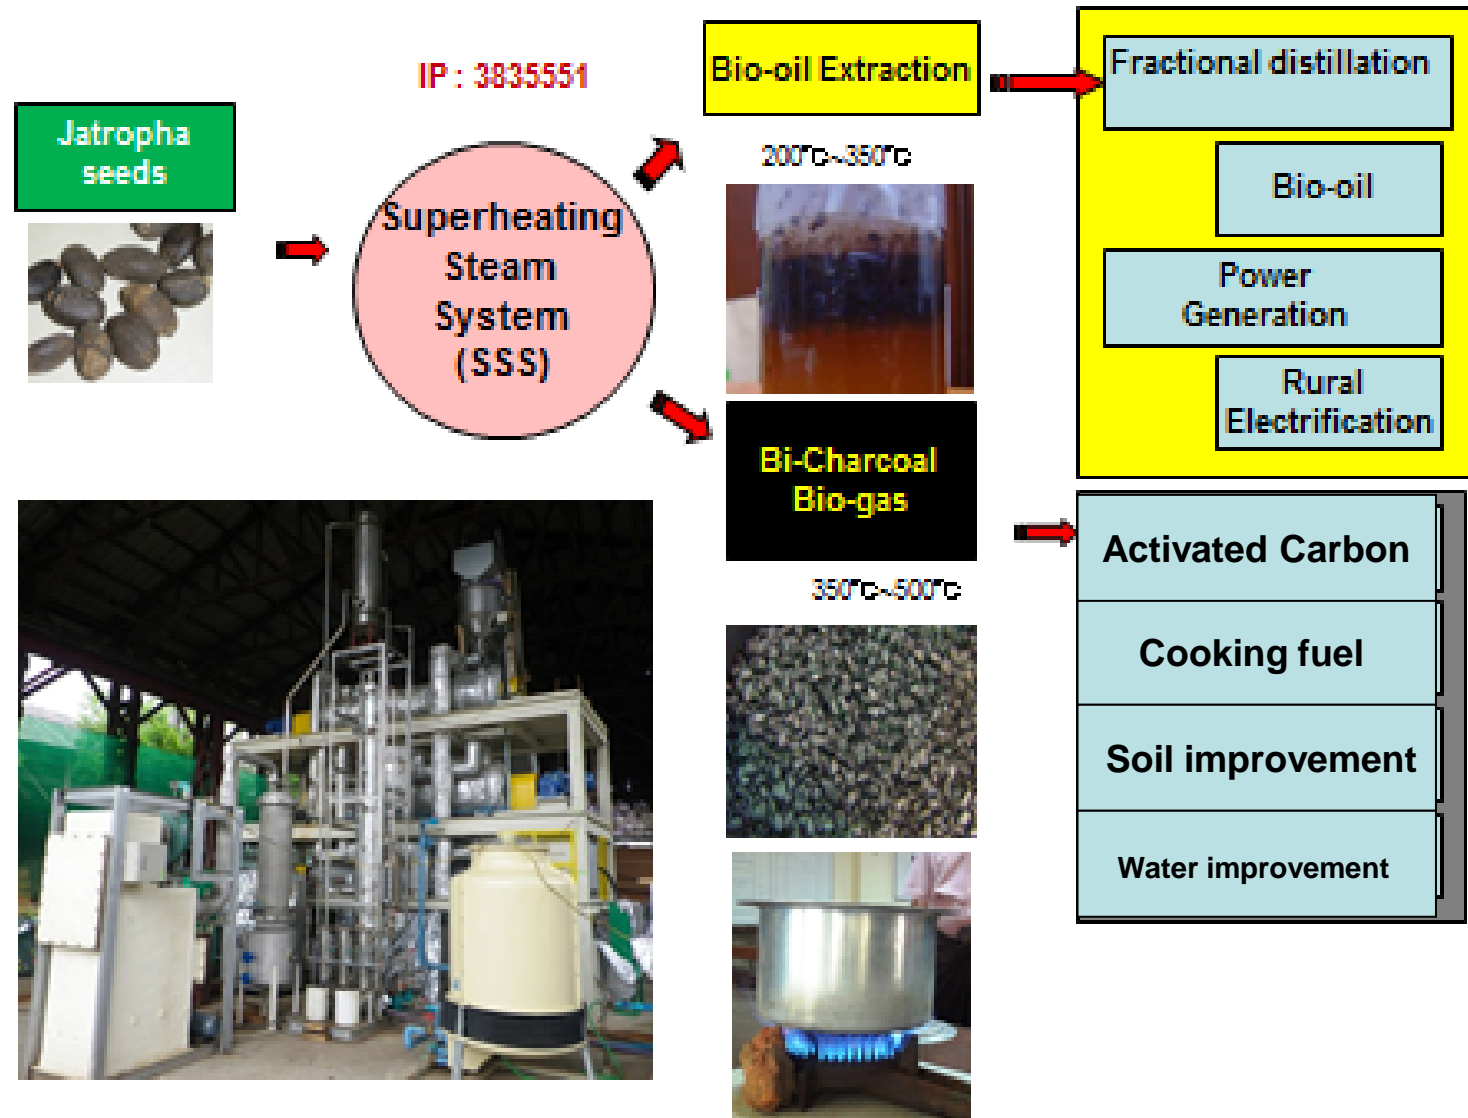 IP : 3835551
Jatropha
seeds
Superheating
Steam
System
(SSS)
Bio-oil Extraction
200°C~350°C
Bi-Charcoal
Bio-gas
350°C~500°C
Fractional distillation
Bio-oil
Power
Generation
Rural
Electrification
Activated Carbon
Cooking fuel
Soil improvement
Water improvement